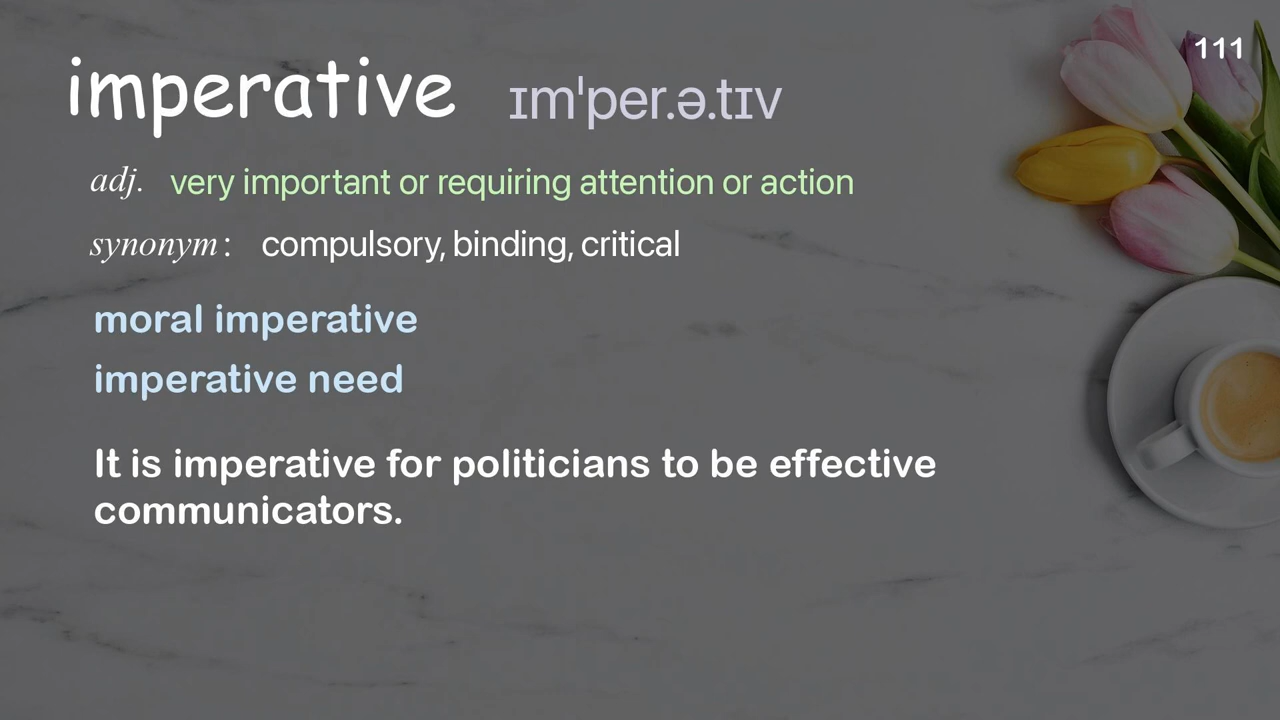 111
imperative ɪmˈper.ə.tɪv
adj. very important or requiring attention or action
synonym: compulsory, binding, critical
moral imperative
imperative need
It is imperative for politicians to be effective
communicators.